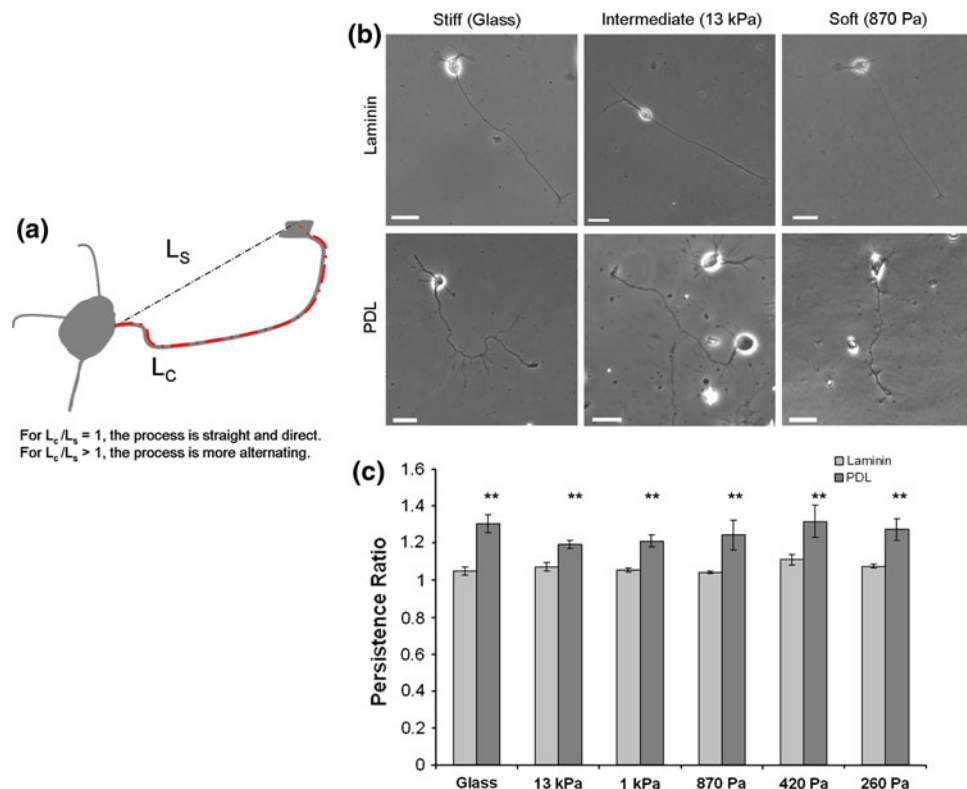 (a)
L_S
L_C
For L_c/L_s = 1, the process is straight and direct.
For L_c/L_s > 1, the process is more alternating.
(b)
Stiff (Glass)
Intermediate (13 kPa)
Soft (870 Pa)
Laminin
PDL
(c)
Persistence Ratio
1.6
1.4
1.2
1
0.8
0.6
0.4
0.2
0
Laminin
PDL
** ** ** ** ** **
Glass 13 kPa 1 kPa 870 Pa 420 Pa 260 Pa